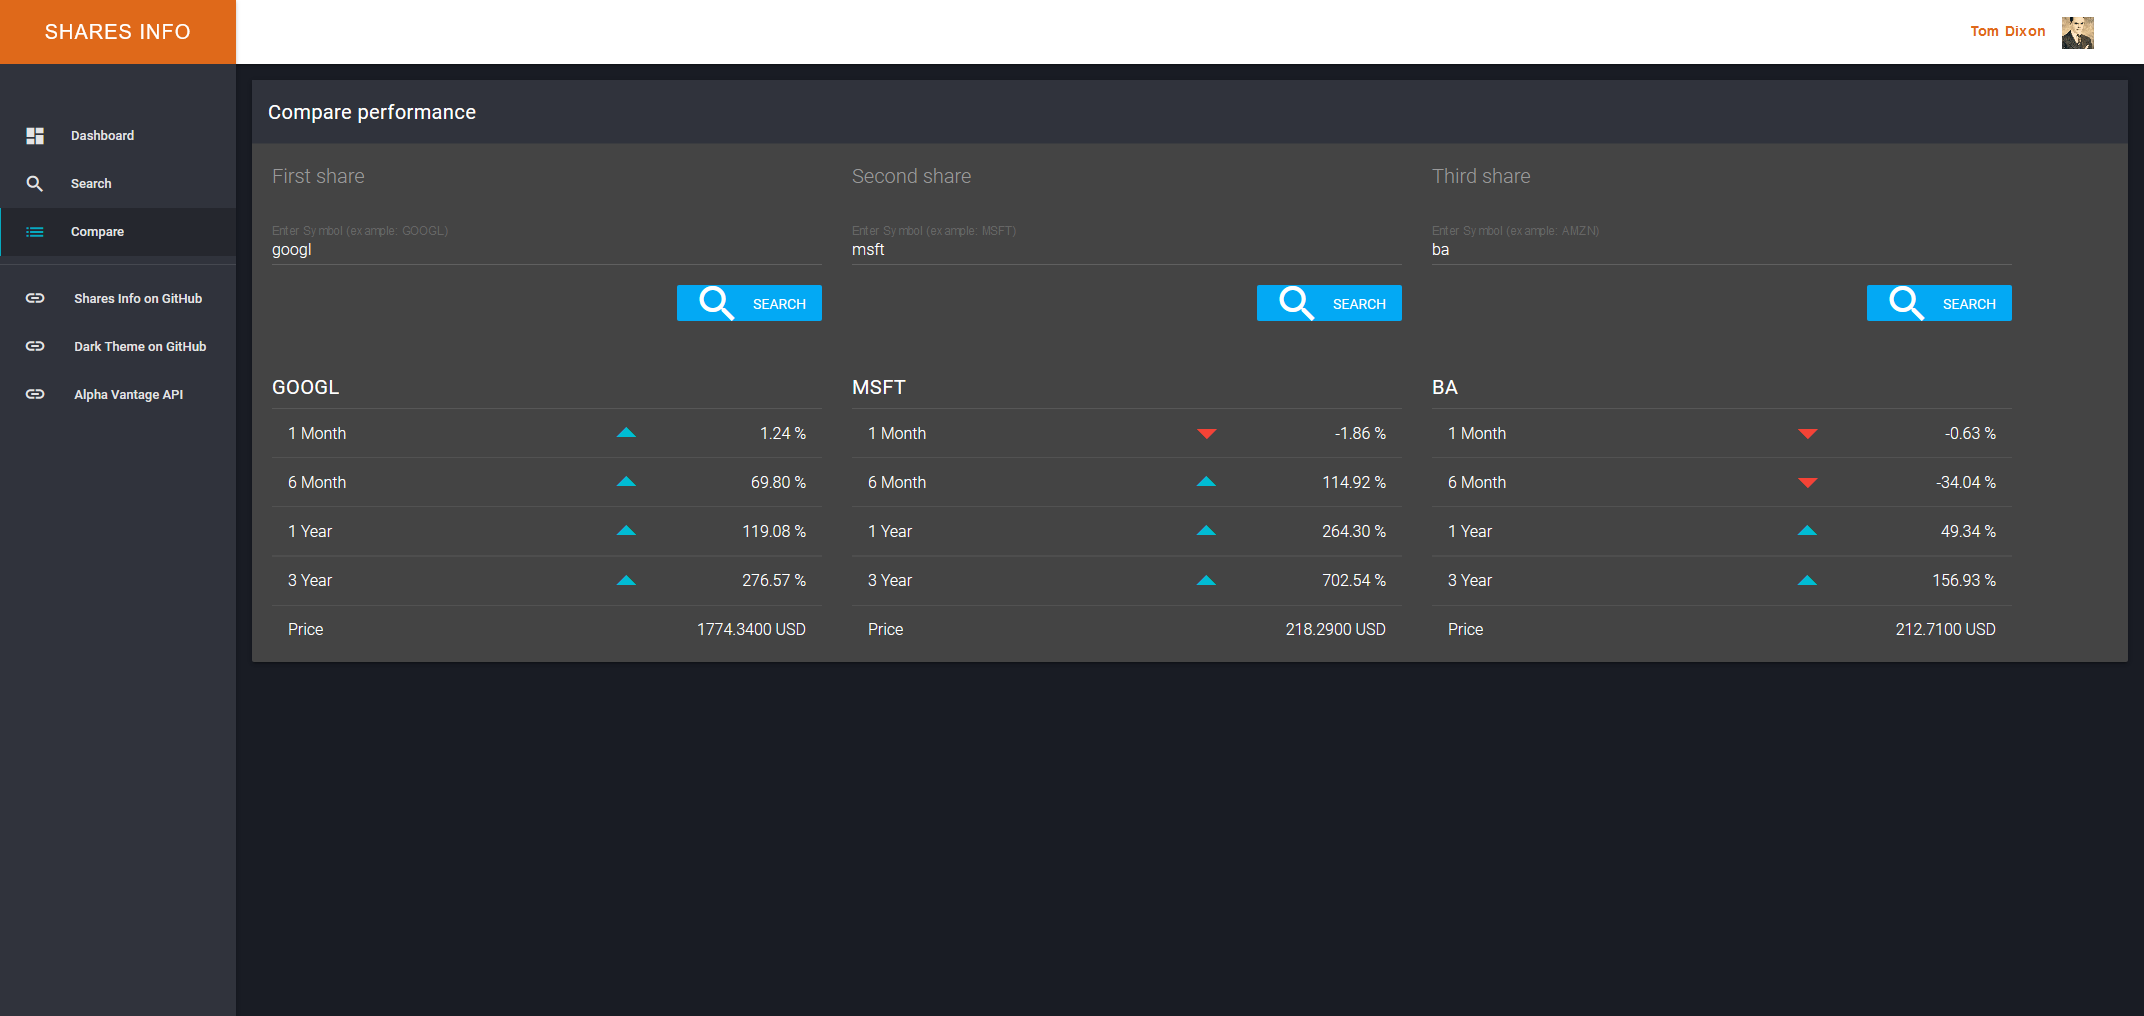 SHARES INFO
Tom Dixon
Dashboard
Search
Compare
Shares Info on GitHub
Dark Theme on GitHub
Alpha Vantage API
Compare performance
First share
Enter Symbol (example: GOOGL)
googl
SEARCH
GOOGL
1 Month 1.24 %
6 Month 69.80 %
1 Year 119.08 %
3 Year 276.57 %
Price 1774.3400 USD
Second share
Enter Symbol (example: MSFT)
msft
SEARCH
MSFT
1 Month -1.86 %
6 Month 114.92 %
1 Year 264.30 %
3 Year 702.54 %
Price 218.2900 USD
Third share
Enter Symbol (example: AMZN)
ba
SEARCH
BA
1 Month -0.63 %
6 Month -34.04 %
1 Year 49.34 %
3 Year 156.93 %
Price 212.7100 USD